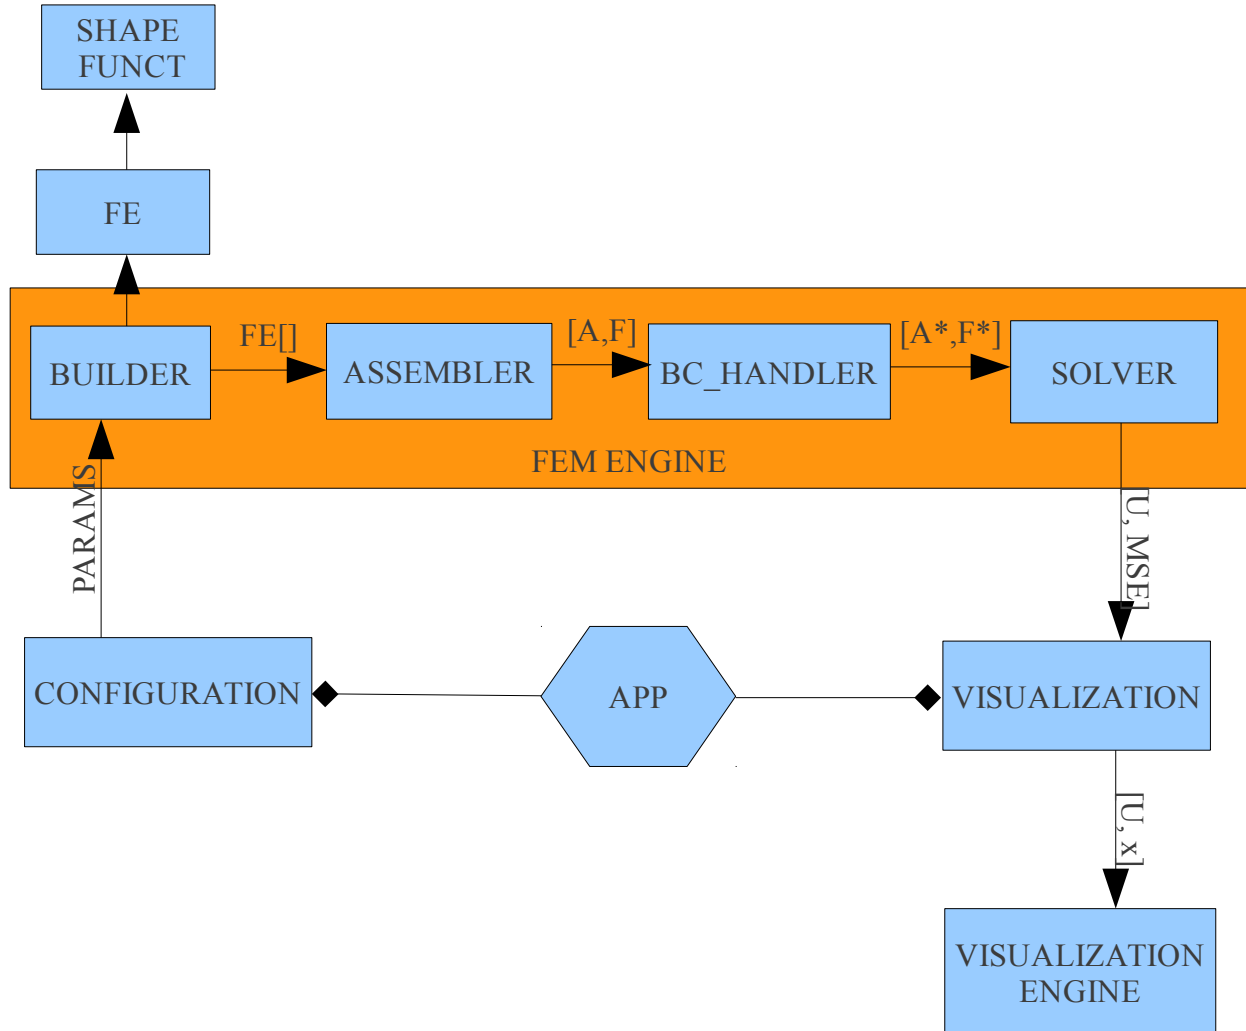 SHAPE
FUNCT
FE
BUILDER
FE[]
ASSEMBLER
[A,F]
BC_HANDLER
[A*,F*]
SOLVER
FEM ENGINE
PARAMS
[U, MSE]
CONFIGURATION
APP
VISUALIZATION
[U, x]
VISUALIZATION
ENGINE